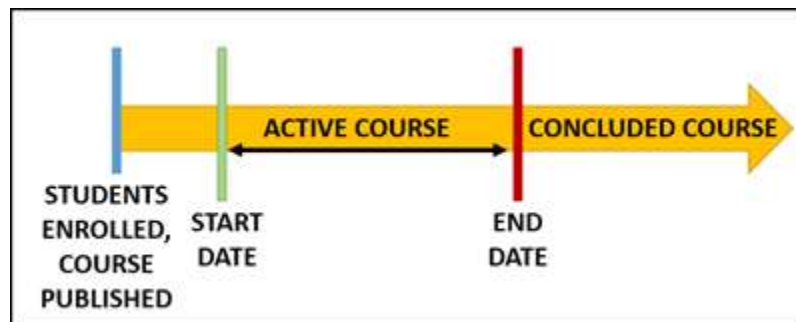 ACTIVE COURSE
CONCLUDED COURSE
STUDENTS
ENROLLED,
COURSE
PUBLISHED
START
DATE
END
DATE